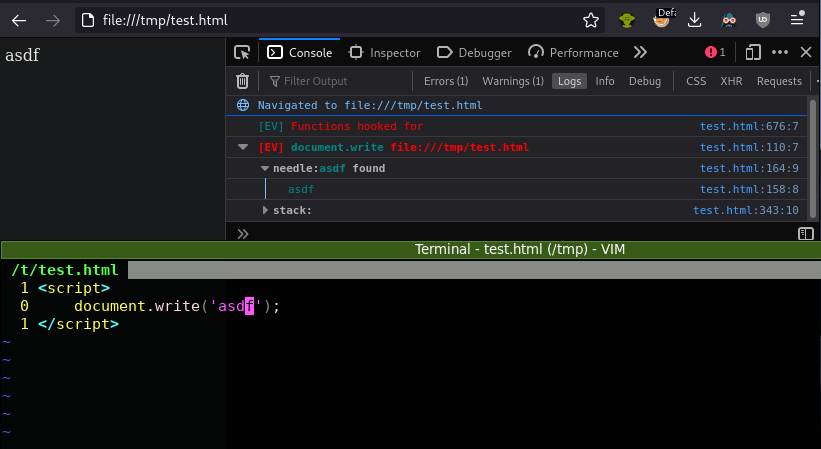 file:///tmp/test.html
Defa
asdf
Console Inspector Debugger Performance 1
Filter Output Errors (1) Warnings (1) Logs Info Debug CSS XHR Requests
Navigated to file:///tmp/test.html
[EV] Functions hooked for test.html:676:7
[EV] document.write file:///tmp/test.html test.html:110:7
needle:asdf found test.html:164:9
asdf test.html:158:8
stack: test.html:343:10
Terminal - test.html (/tmp) - VIM
/t/test.html
1 <script>
0 document.write('asdf');
1 </script>
~
~
~
~
~
~